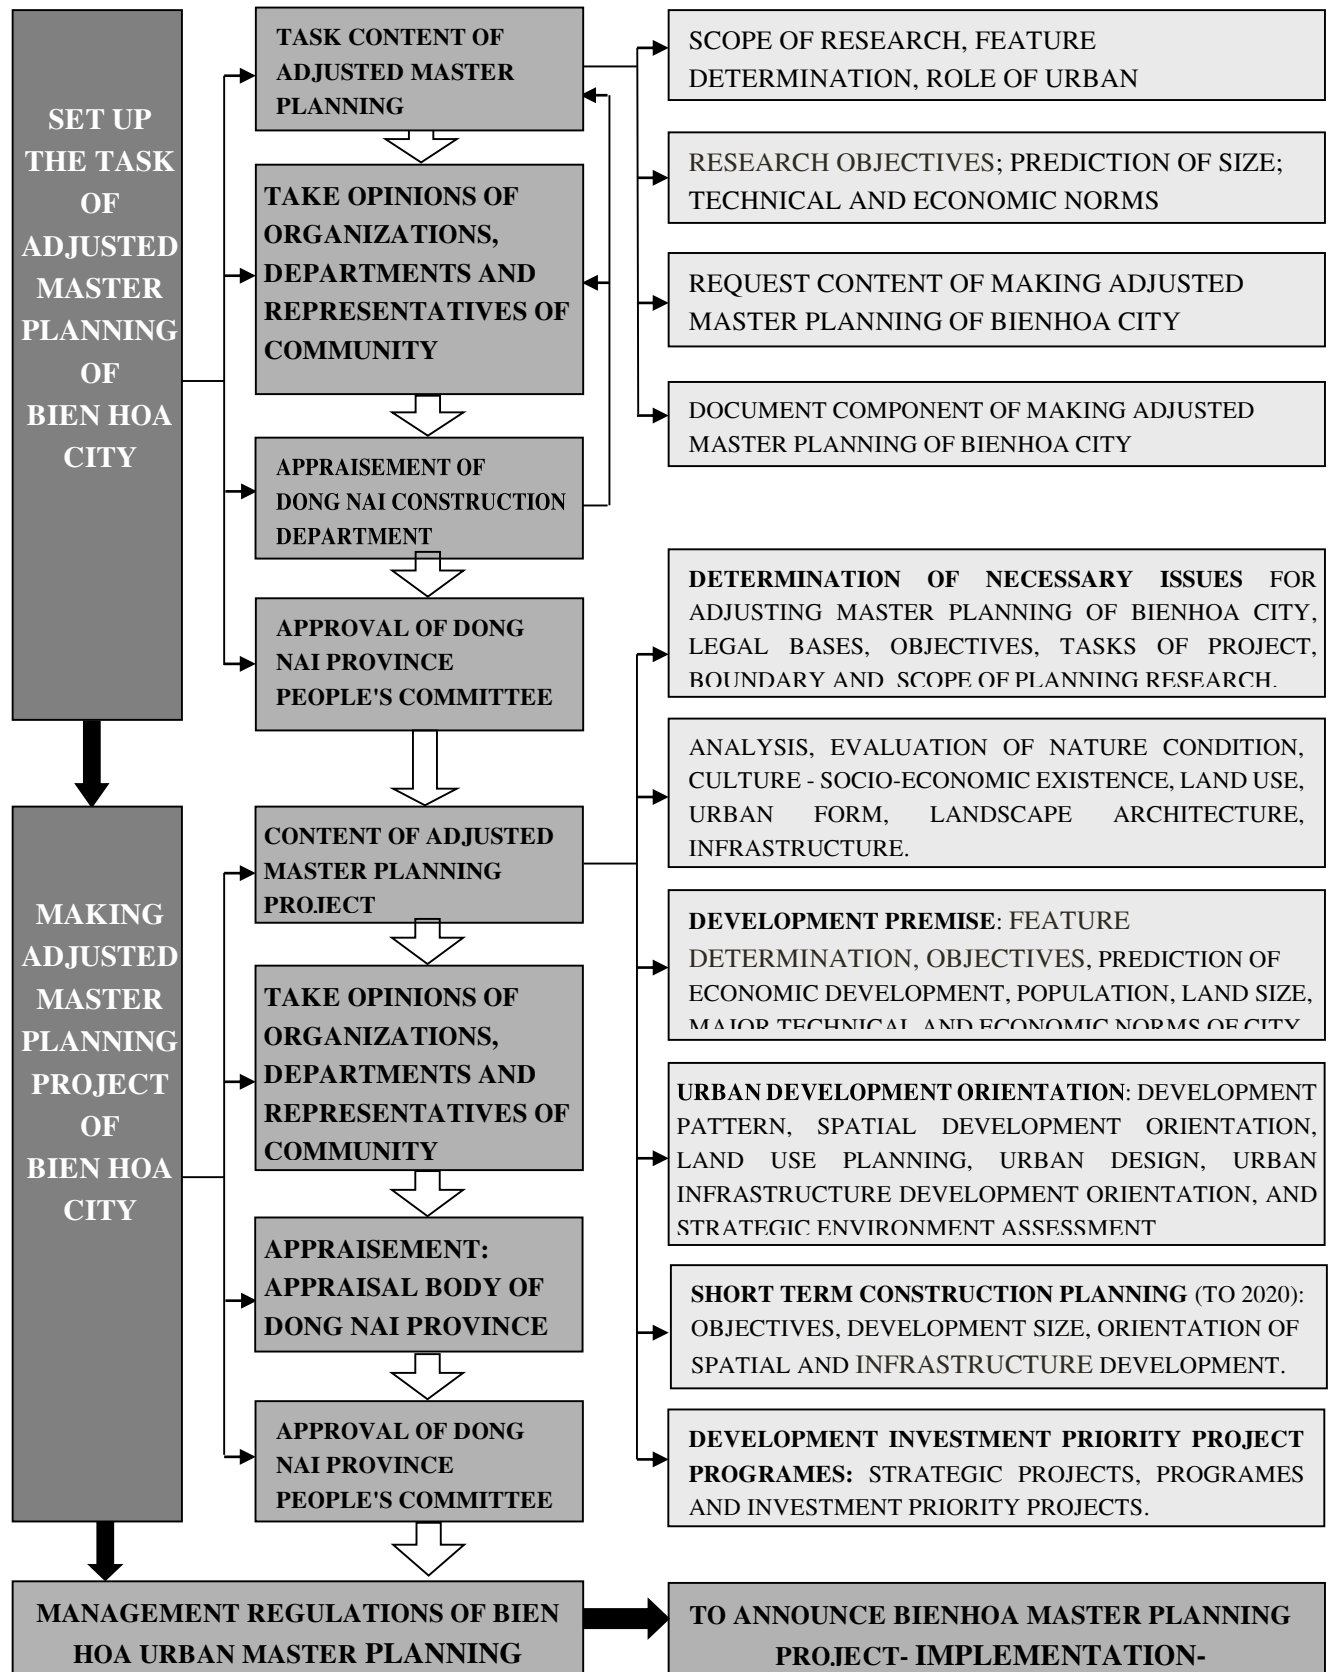 SET UP
THE TASK
OF
ADJUSTED
MASTER
PLANNING
OF
BIEN HOA
CITY
TASK CONTENT OF
ADJUSTED MASTER
PLANNING
TAKE OPINIONS OF
ORGANIZATIONS,
DEPARTMENTS AND
REPRESENTATIVES OF
COMMUNITY
APPRAISEMENT OF
DONG NAI CONSTRUCTION
DEPARTMENT
APPROVAL OF DONG
NAI PROVINCE
PEOPLE'S COMMITTEE
SCOPE OF RESEARCH, FEATURE
DETERMINATION, ROLE OF URBAN
RESEARCH OBJECTIVES; PREDICTION OF SIZE;
TECHNICAL AND ECONOMIC NORMS
REQUEST CONTENT OF MAKING ADJUSTED
MASTER PLANNING OF BIENHOA CITY
DOCUMENT COMPONENT OF MAKING ADJUSTED
MASTER PLANNING OF BIENHOA CITY
MAKING
ADJUSTED
MASTER
PLANNING
PROJECT
OF
BIEN HOA
CITY
CONTENT OF ADJUSTED
MASTER PLANNING
PROJECT
TAKE OPINIONS OF
ORGANIZATIONS,
DEPARTMENTS AND
REPRESENTATIVES OF
COMMUNITY
APPRAISEMENT:
APPRAISAL BODY OF
DONG NAI PROVINCE
APPROVAL OF DONG
NAI PROVINCE
PEOPLE'S COMMITTEE
DETERMINATION OF NECESSARY ISSUES FOR
ADJUSTING MASTER PLANNING OF BIENHOA CITY,
LEGAL BASES, OBJECTIVES, TASKS OF PROJECT,
BOUNDARY AND SCOPE OF PLANNING RESEARCH.
ANALYSIS, EVALUATION OF NATURE CONDITION,
CULTURE - SOCIO-ECONOMIC EXISTENCE, LAND USE,
URBAN FORM, LANDSCAPE ARCHITECTURE,
INFRASTRUCTURE.
DEVELOPMENT PREMISE: FEATURE
DETERMINATION, OBJECTIVES, PREDICTION OF
ECONOMIC DEVELOPMENT, POPULATION, LAND SIZE,
MAJOR TECHNICAL AND ECONOMIC NORMS OF CITY
URBAN DEVELOPMENT ORIENTATION: DEVELOPMENT
PATTERN, SPATIAL DEVELOPMENT ORIENTATION,
LAND USE PLANNING, URBAN DESIGN, URBAN
INFRASTRUCTURE DEVELOPMENT ORIENTATION, AND
STRATEGIC ENVIRONMENT ASSESSMENT
SHORT TERM CONSTRUCTION PLANNING (TO 2020):
OBJECTIVES, DEVELOPMENT SIZE, ORIENTATION OF
SPATIAL AND INFRASTRUCTURE DEVELOPMENT.
DEVELOPMENT INVESTMENT PRIORITY PROJECT
PROGRAMES: STRATEGIC PROJECTS, PROGRAMES
AND INVESTMENT PRIORITY PROJECTS.
MANAGEMENT REGULATIONS OF BIEN
HOA URBAN MASTER PLANNING
TO ANNOUNCE BIENHOA MASTER PLANNING
PROJECT- IMPLEMENTATION-